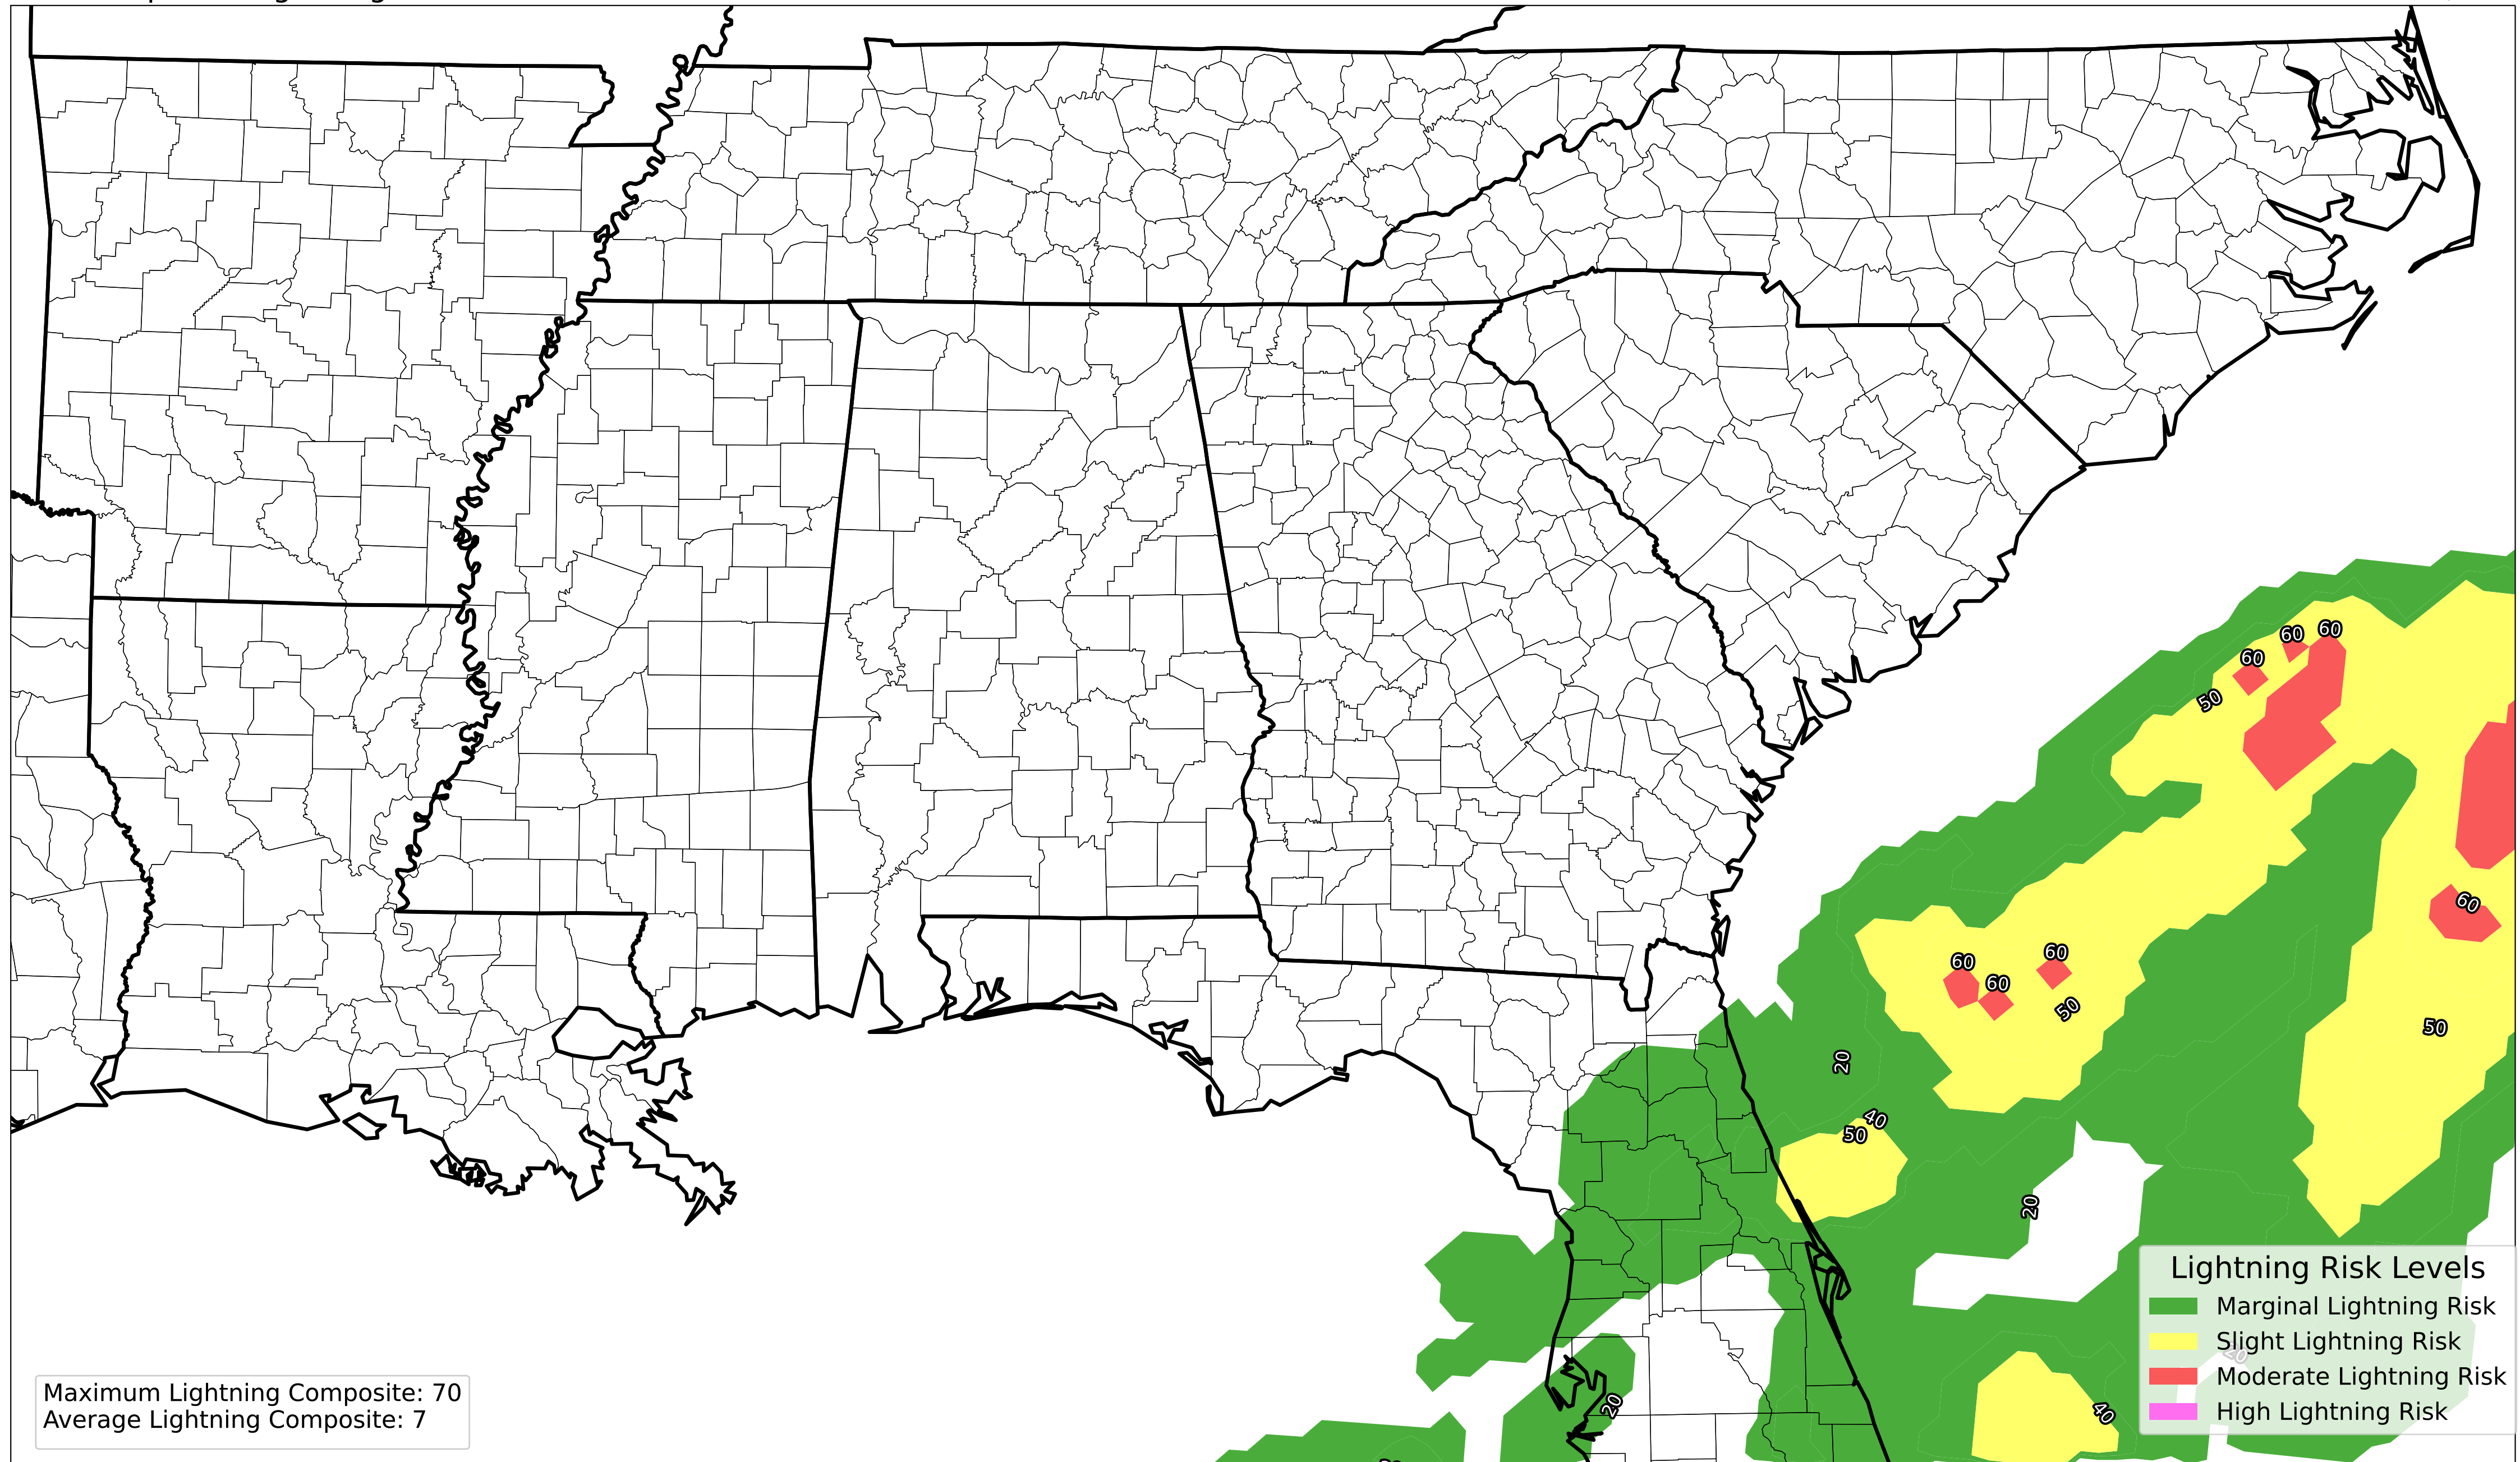 60
60
60
50
60
60
60
60
50
50
20
40
50
20
Lightning Risk Levels
Marginal Lightning Risk
Slight Lightning Risk
20
Moderate Lightning Risk
High Lightning Risk
Maximum Lightning Composite: 70
Average Lightning Composite: 7
20
40